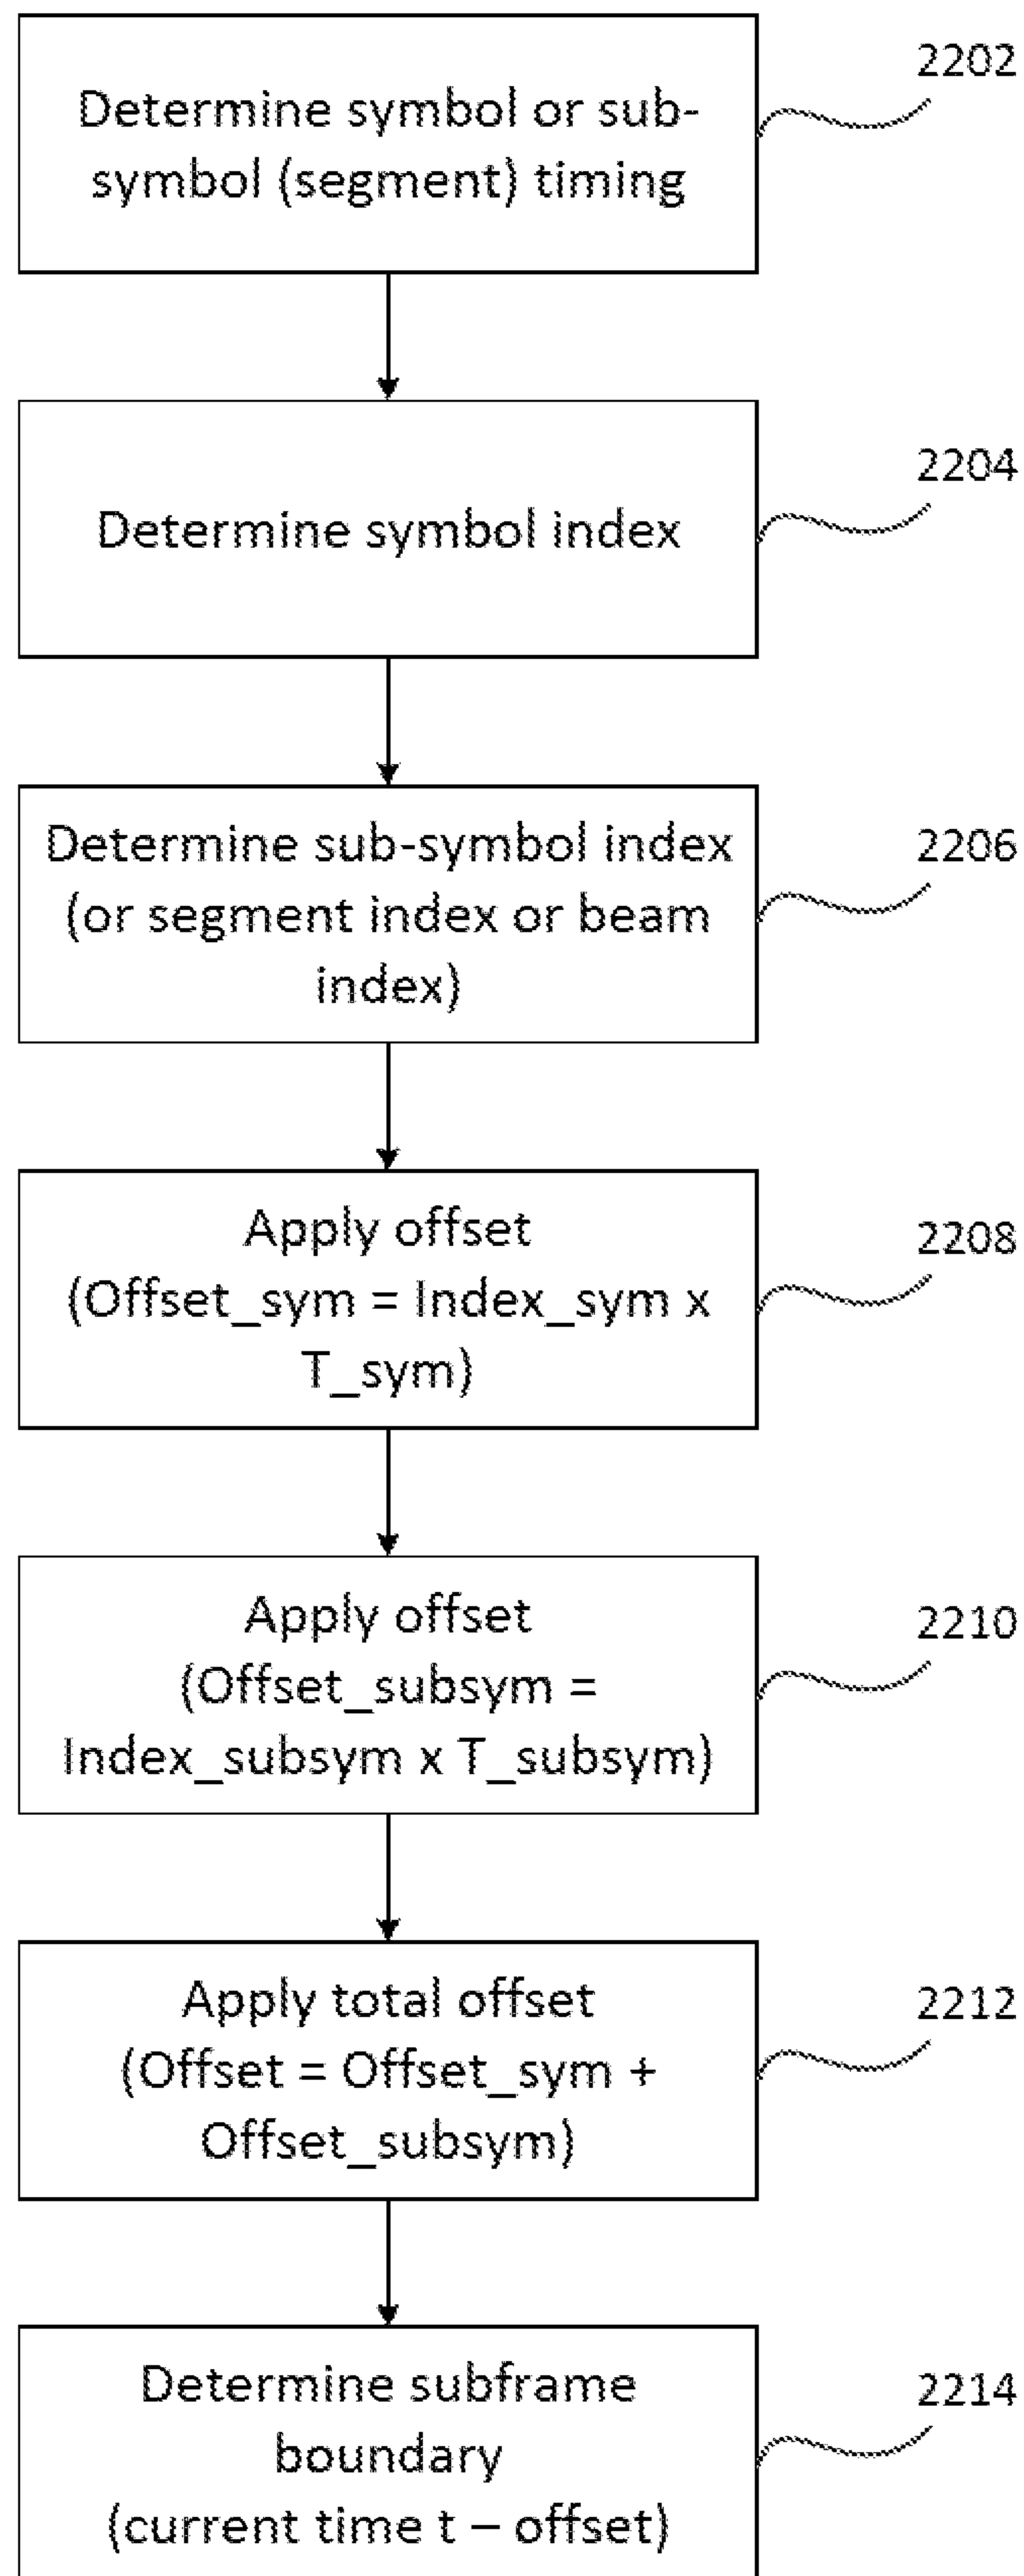 2202
Determine symbol or sub-
symbol (segment) timing
2204
Determine symbol index
2206
Determine sub-symbol index
(or segment index or beam
index)
2208
Apply offset
(Offset_sym = Index_sym x
T_sym)
2210
Apply offset
(Offset_subsym =
Index_subsym x T_subsym)
2212
Apply total offset
(Offset = Offset_sym +
Offset_subsym)
2214
Determine subframe
boundary
(current time t – offset)